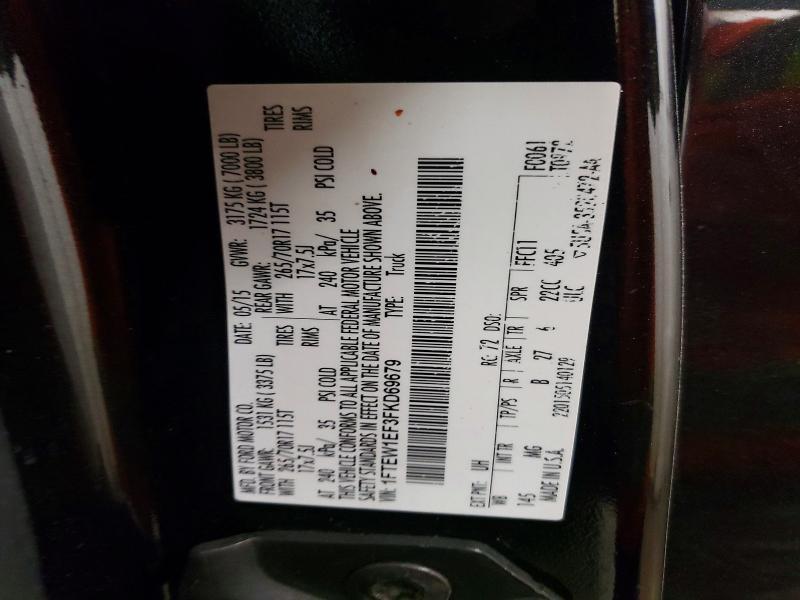 MFD. BY FORD MOTOR CO.
DATE: 05/15 GVWR: 3175 KG ( 7000 LB)
FRONT GAWR: 1531 KG ( 3375 LB) REAR GAWR: 1724 KG ( 3800 LB)
WITH 265/70R17 115T TIRES WITH 265/70R17 115T TIRES
17x7.5J RIMS 17x7.5J RIMS
AT 240 kPa/ 35 PSI COLD AT 240 kPa/ 35 PSI COLD
THIS VEHICLE CONFORMS TO ALL APPLICABLE FEDERAL MOTOR VEHICLE
SAFETY STANDARDS IN EFFECT ON THE DATE OF MANUFACTURE SHOWN ABOVE.
VIN: 1FTEW1EF3FKD69679 TYPE: Truck
EXT PNT: UH RC: 72 DSO: F0061
WB INT TR TP/PS R AXLE TR SPR FFC11
145 MG B 27 6 22CC 405
MADE IN U.S.A. ULC